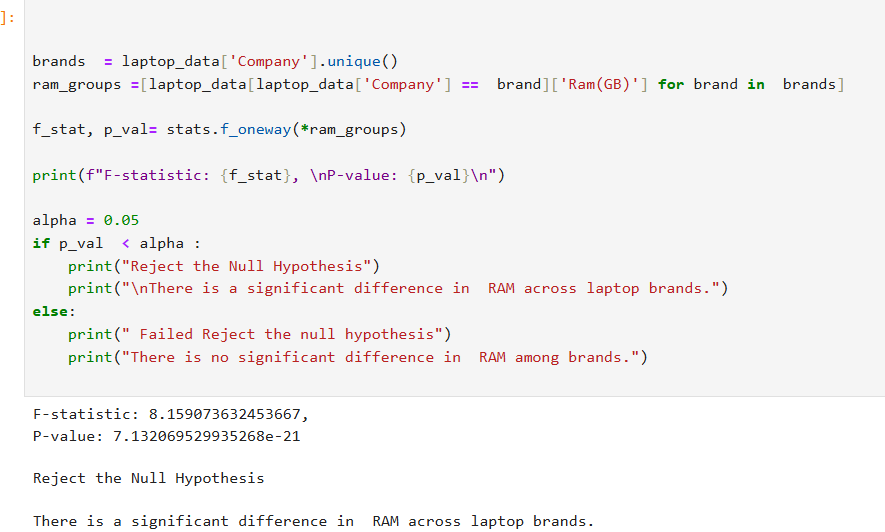 ]:
brands  = laptop_data['Company'].unique()
ram_groups =[laptop_data[laptop_data['Company'] ==  brand]['Ram(GB)'] for brand in  brands]
f_stat, p_val= stats.f_oneway(*ram_groups)
print(f"F-statistic: {f_stat}, \nP-value: {p_val}\n")
alpha = 0.05
if p_val  < alpha :
    print("Reject the Null Hypothesis")
    print("\nThere is a significant difference in  RAM across laptop brands.")
else:
    print(" Failed Reject the null hypothesis")
    print("There is no significant difference in  RAM among brands.")
F-statistic: 8.159073632453667,
P-value: 7.132069529935268e-21
Reject the Null Hypothesis
There is a significant difference in  RAM across laptop brands.